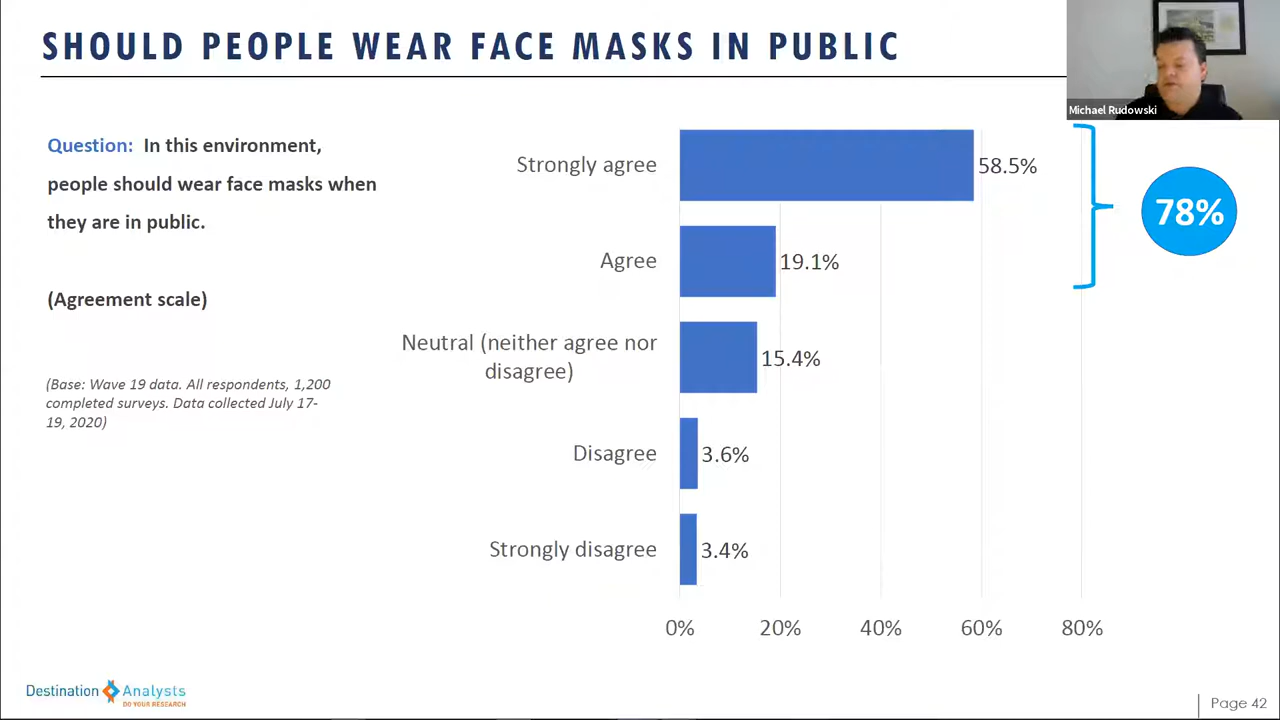 SHOULD PEOPLE WEAR FACE MASKS IN PUBLIC
Michael Rudowski
Question: In this environment,
people should wear face masks when
they are in public.
(Agreement scale)
(Base: Wave 19 data. All respondents, 1,200
completed surveys. Data collected July 17-
19, 2020)
Strongly agree
58.5%
Agree
19.1%
Neutral (neither agree nor
disagree)
15.4%
Disagree
3.6%
Strongly disagree
3.4%
0% 20% 40% 60% 80%
78%
Destination Analysts
DO YOUR RESEARCH
Page 42